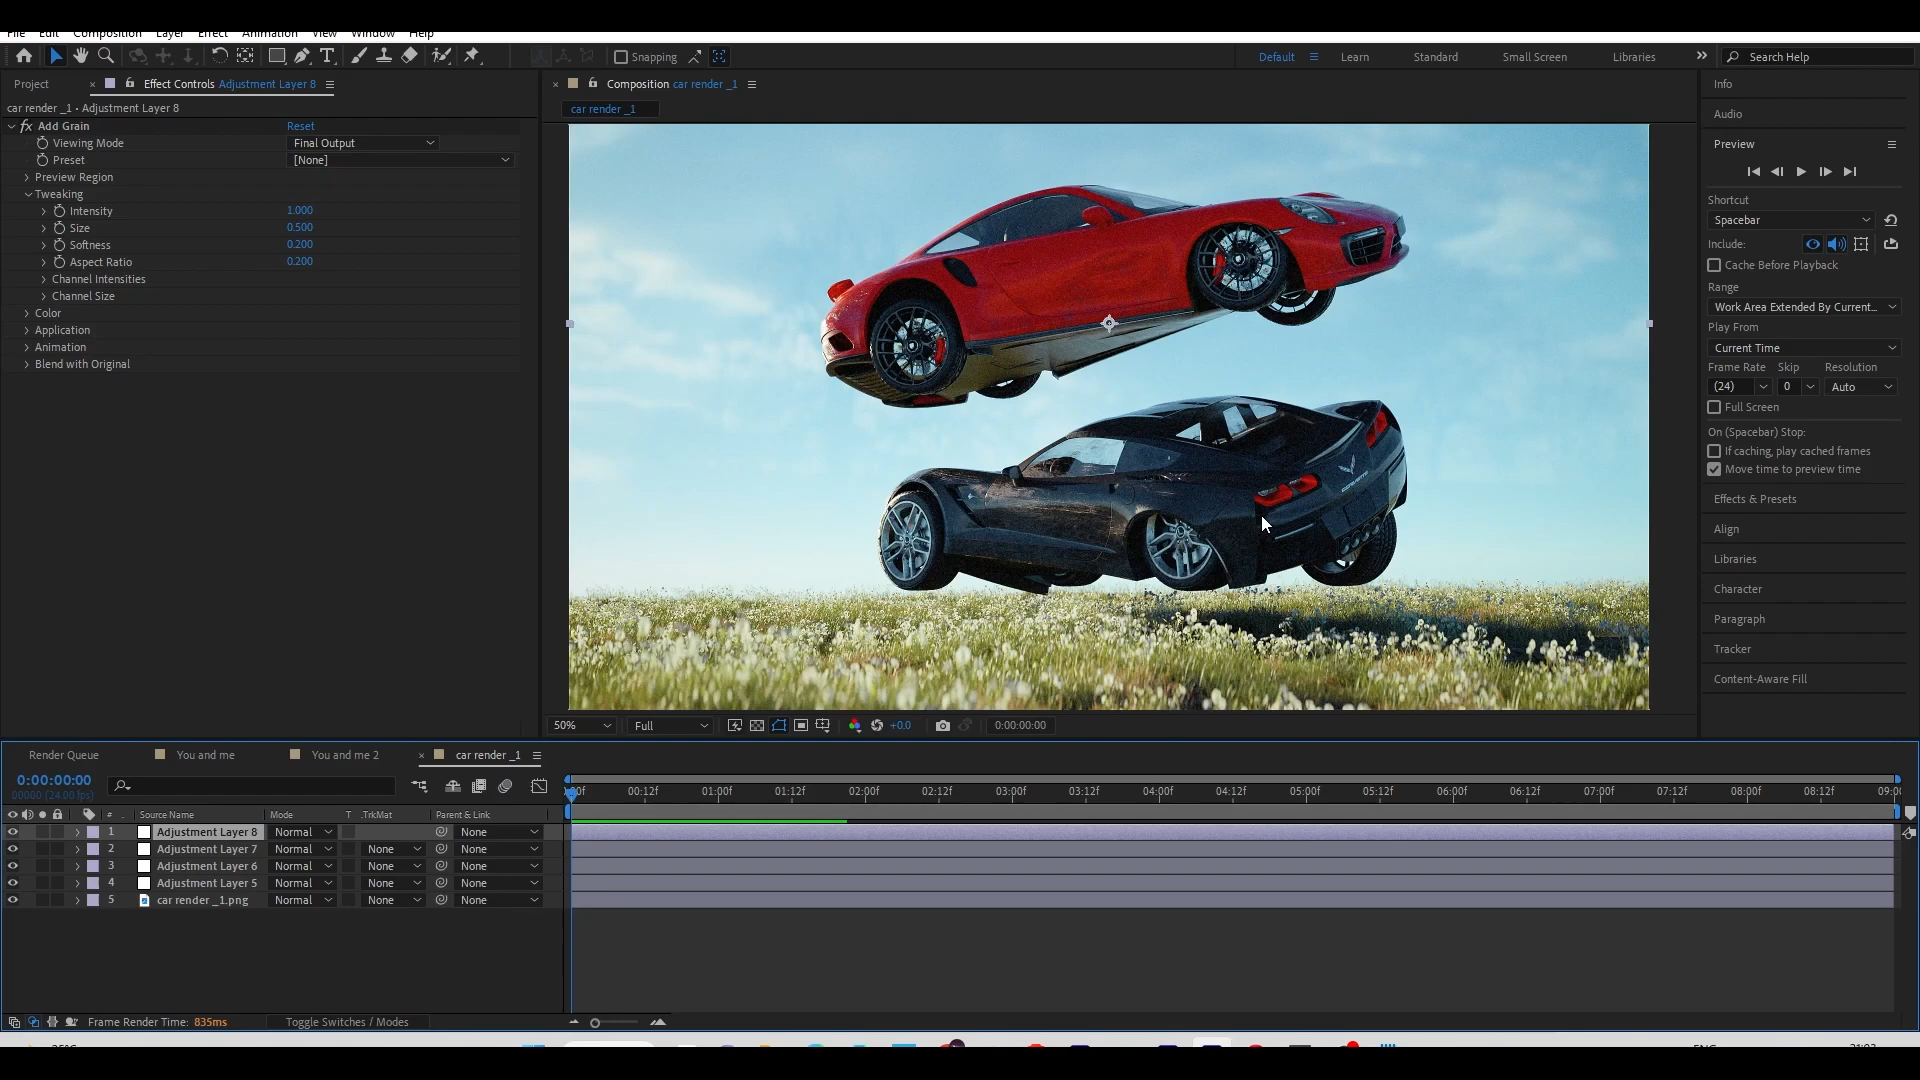 File Edit Composition Layer Effect Animation View Window Help
Snapping
Default Learn Standard Small Screen Libraries Search Help
Project Effect Controls Adjustment Layer 8
car render _1 • Adjustment Layer 8
fx Add Grain Reset
Viewing Mode Final Output
Preset [None]
Preview Region
Tweaking
Intensity 1.000
Size 0.500
Softness 0.200
Aspect Ratio 0.200
Channel Intensities
Channel Size
Color
Application
Animation
Blend with Original
Composition car render _1
car render _1
50% Full +0.0 0:00:00:00
Info
Audio
Preview
Shortcut
Spacebar
Include:
Cache Before Playback
Range
Work Area Extended By Current...
Play From
Current Time
Frame Rate Skip Resolution
(24) 0 Auto
Full Screen
On (Spacebar) Stop:
If caching, play cached frames
Move time to preview time
Effects & Presets
Align
Libraries
Character
Paragraph
Tracker
Content-Aware Fill
Render Queue You and me You and me 2 car render _1
0:00:00:00
00000 (24.00 fps)
00:12f 01:00f 01:12f 02:00f 02:12f 03:00f 03:12f 04:00f 04:12f 05:00f 05:12f 06:00f 06:12f 07:00f 07:12f 08:00f 08:12f
# Source Name Mode T .TrkMat Parent & Link
1 Adjustment Layer 8 Normal None
2 Adjustment Layer 7 Normal None None
3 Adjustment Layer 6 Normal None None
4 Adjustment Layer 5 Normal None None
5 car render _1.png Normal None None
Frame Render Time: 835ms Toggle Switches / Modes